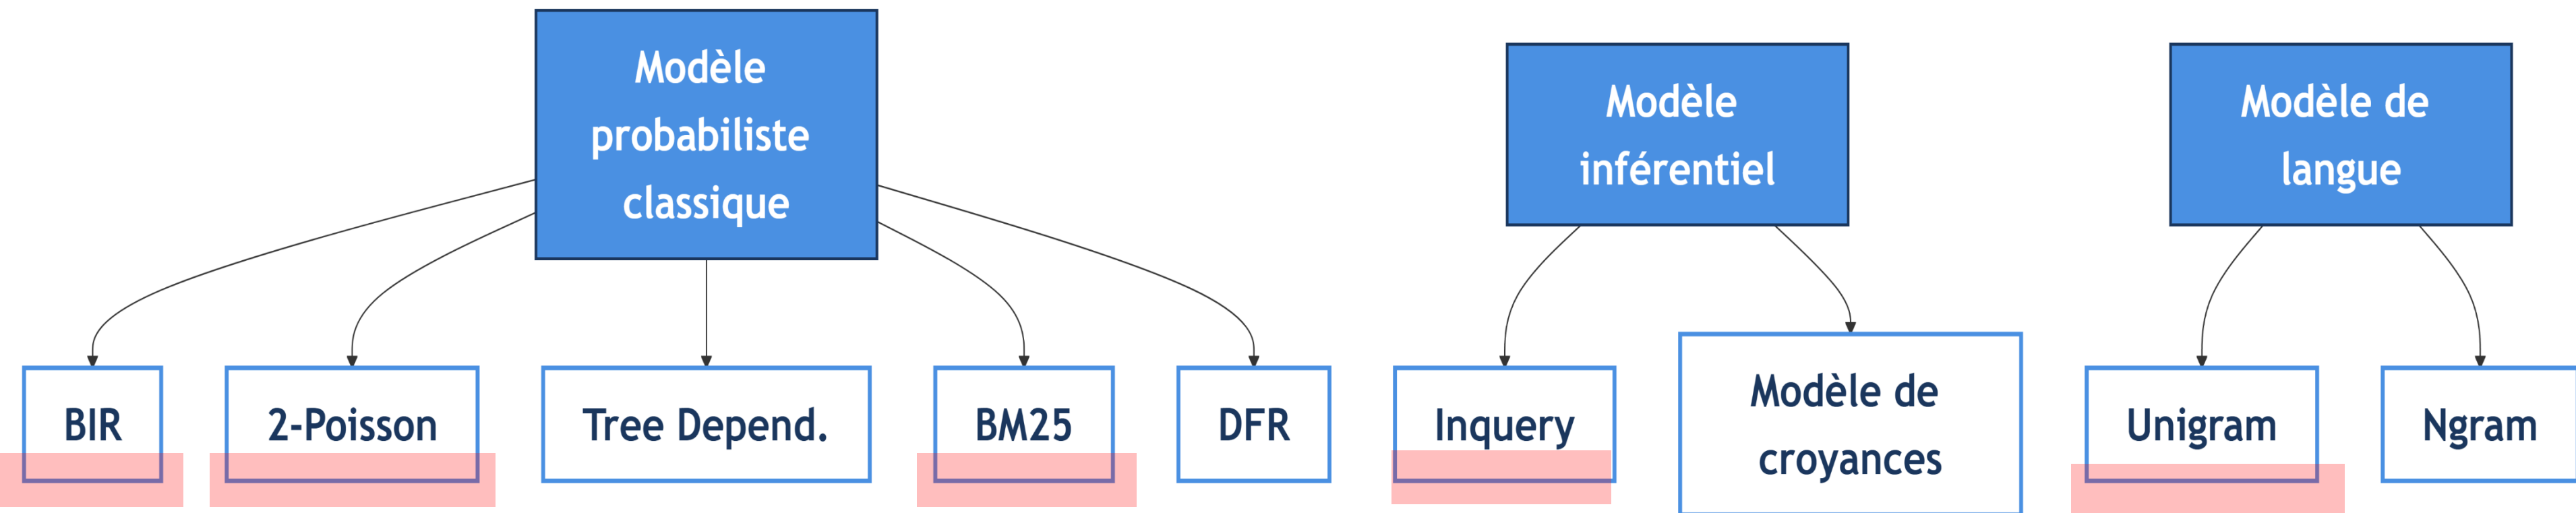 Modèle
probabiliste
classique
Modèle
inférentiel
Modèle de
langue
BIR
2-Poisson
Tree Depend.
BM25
DFR
Inquery
Modèle de
croyances
Unigram
Ngram